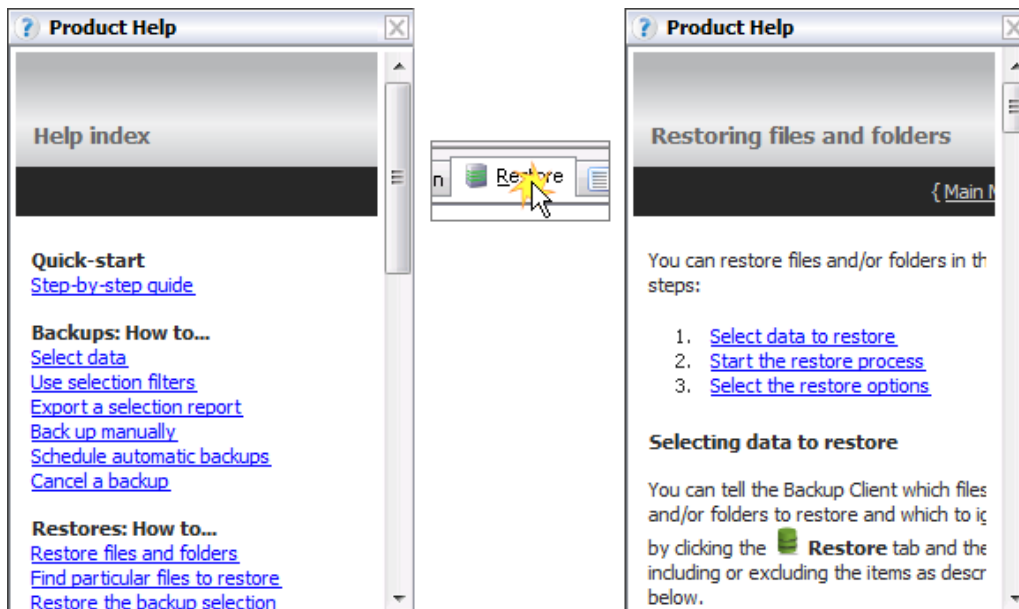 Product Help
Help index
Quick-start
Step-by-step guide
Backups: How to...
Select data
Use selection filters
Export a selection report
Back up manually
Schedule automatic backups
Cancel a backup
Restores: How to...
Restore files and folders
Find particular files to restore
Restore the backup selection
n Restore
Product Help
Restoring files and folders
{ Main M
You can restore files and/or folders in th
steps:
1. Select data to restore
2. Start the restore process
3. Select the restore options
Selecting data to restore
You can tell the Backup Client which files
and/or folders to restore and which to ig
by clicking the Restore tab and the
including or excluding the items as descr
below.